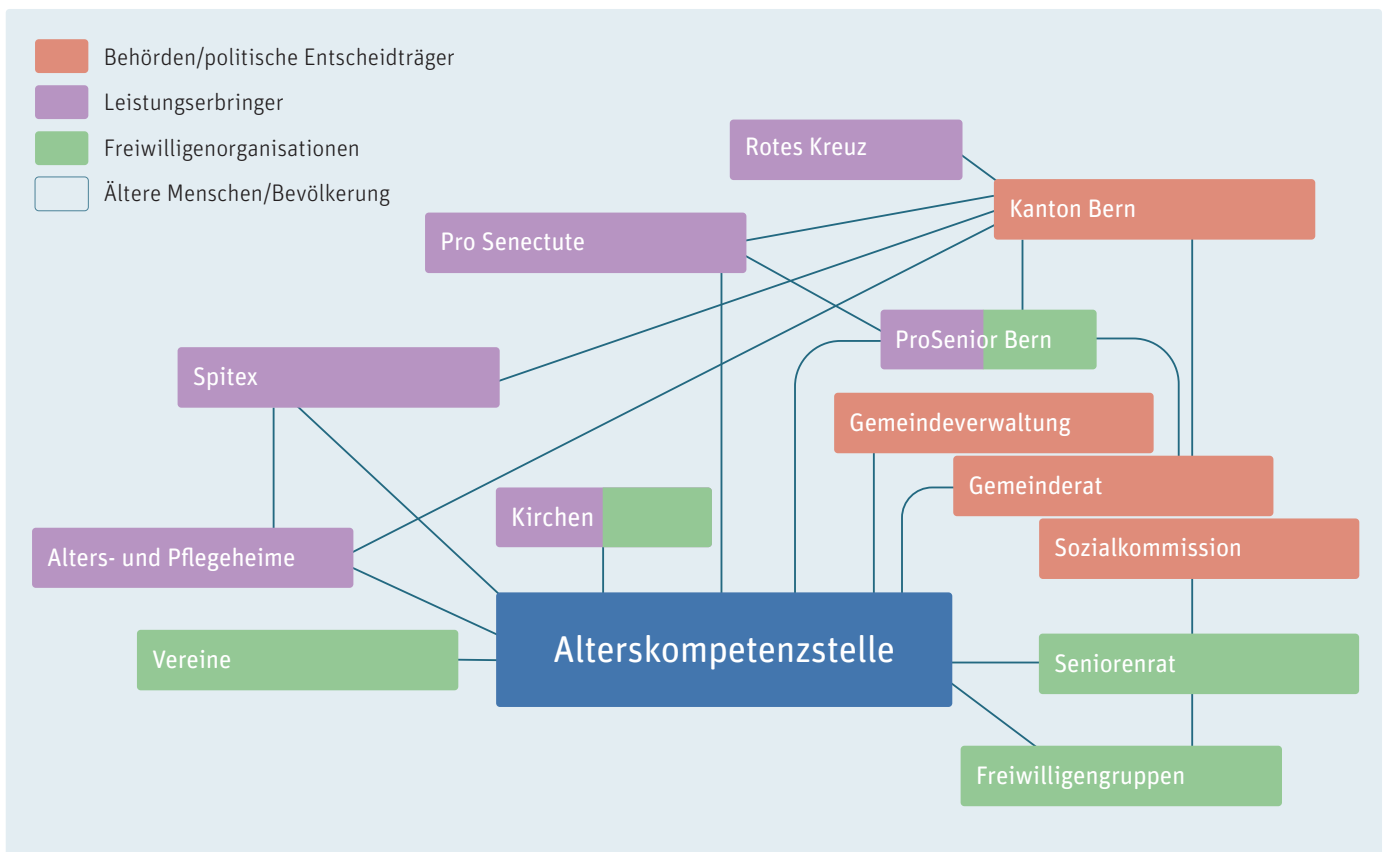 Behörden/politische Entscheidträger
Leistungserbringer
Freiwilligenorganisationen
Ältere Menschen/Bevölkerung
Rotes Kreuz
Kanton Bern
Pro Senectute
ProSenior Bern
Spitex
Gemeindeverwaltung
Gemeinderat
Kirchen
Sozialkommission
Alters- und Pflegeheime
Alterskompetenzstelle
Vereine
Seniorenrat
Freiwilligengruppen